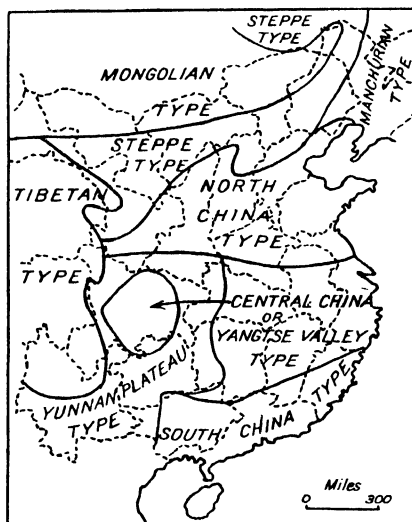 STEPPE
TYPE
MONGOLIAN
TYPE
MANCHURIAN
TYPE
STEPPE
TYPE
TIBETAN
TYPE
NORTH
CHINA
TYPE
CENTRAL CHINA
OR
YANGTSE VALLEY
TYPE
YUNNAN PLATEAU
TYPE
SOUTH CHINA TYPE
Miles
0 300